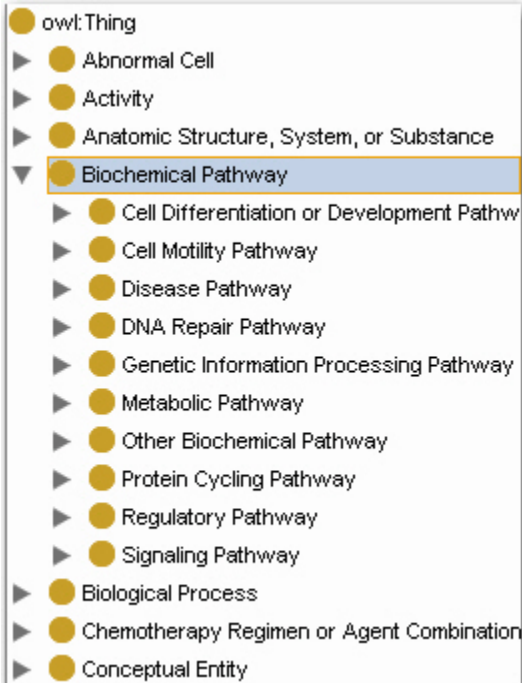 owl:Thing
Abnormal Cell
Activity
Anatomic Structure, System, or Substance
Biochemical Pathway
Cell Differentiation or Development Pathw
Cell Motility Pathway
Disease Pathway
DNA Repair Pathway
Genetic Information Processing Pathway
Metabolic Pathway
Other Biochemical Pathway
Protein Cycling Pathway
Regulatory Pathway
Signaling Pathway
Biological Process
Chemotherapy Regimen or Agent Combination
Conceptual Entity